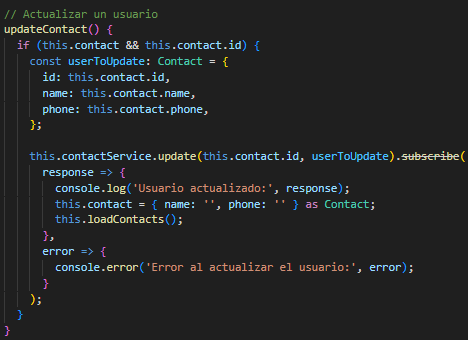 // Actualizar un usuario
updateContact() {
  if (this.contact && this.contact.id) {
    const userToUpdate: Contact = {
      id: this.contact.id,
      name: this.contact.name,
      phone: this.contact.phone,
    };

    this.contactService.update(this.contact.id, userToUpdate).subscribe(
      response => {
        console.log('Usuario actualizado:', response);
        this.contact = { name: '', phone: '' } as Contact;
        this.loadContacts();
      },
      error => {
        console.error('Error al actualizar el usuario:', error);
      }
    );
  }
}